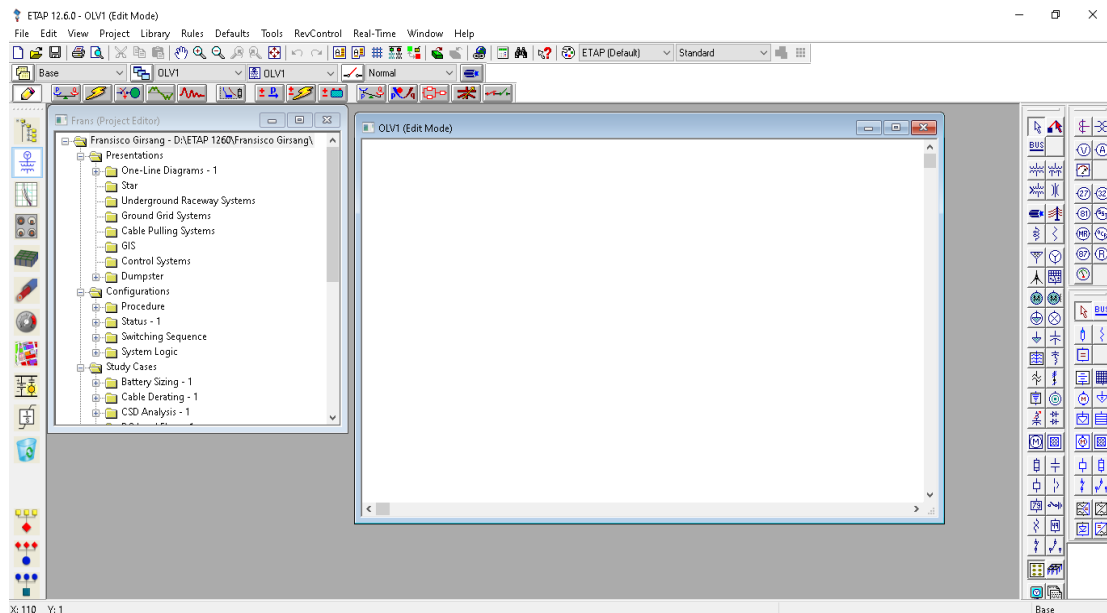 ETAP 12.6.0 - OLV1 (Edit Mode)
File Edit View Project Library Rules Defaults Tools RevControl Real-Time Window Help
ETAP (Default) Standard
Base OLV1 OLV1 Normal
Frans (Project Editor)
Fransisco Girsang - D:\ETAP 1260\Fransisco Girsang\
Presentations
One-Line Diagrams - 1
Star
Underground Raceway Systems
Ground Grid Systems
Cable Pulling Systems
GIS
Control Systems
Dumpster
Configurations
Procedure
Status - 1
Switching Sequence
System Logic
Study Cases
Battery Sizing - 1
Cable Derating - 1
CSD Analysis - 1
OLV1 (Edit Mode)
BUS
BUS
X: 110 Y: 1
Base